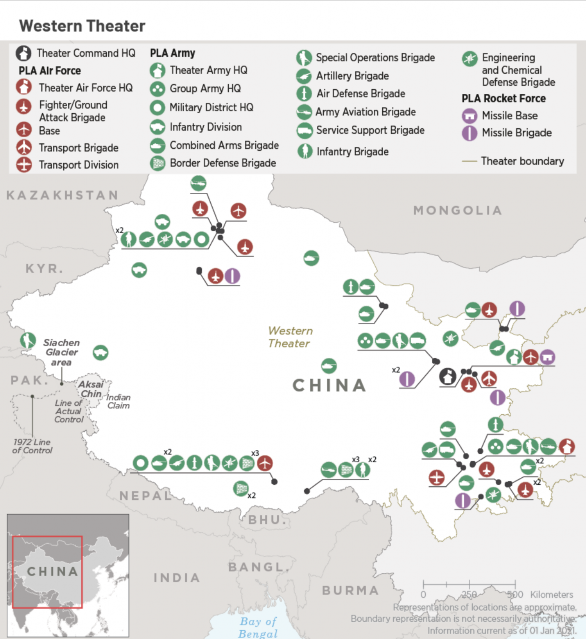 Western Theater
Theater Command HQ
PLA Air Force
Theater Air Force HQ
Fighter/Ground
Attack Brigade
Base
Transport Brigade
Transport Division
PLA Army
Theater Army HQ
Group Army HQ
Military District HQ
Infantry Division
Combined Arms Brigade
Border Defense Brigade
Special Operations Brigade
Artillery Brigade
Air Defense Brigade
Army Aviation Brigade
Service Support Brigade
Infantry Brigade
Engineering
and Chemical
Defense Brigade
PLA Rocket Force
Missile Base
Missile Brigade
Theater boundary
KAZAKHSTAN
MONGOLIA
x2
KYR.
Western
Theater
Siachen
Glacier
area
PAK.
Aksai
Chin
Indian
Claim
Line of
Actual
Control
1972 Line
of Control
CHINA
x2
x2
x3
x3
x2
x2
x2
x2
NEPAL
BHU.
INDIA
BANGL.
BURMA
Bay of
Bengal
CHINA
0 250 500 Kilometers
Representations of locations are approximate.
Boundary representation is not necessarily authoritative.
Information current as of 01 Jan 2021.